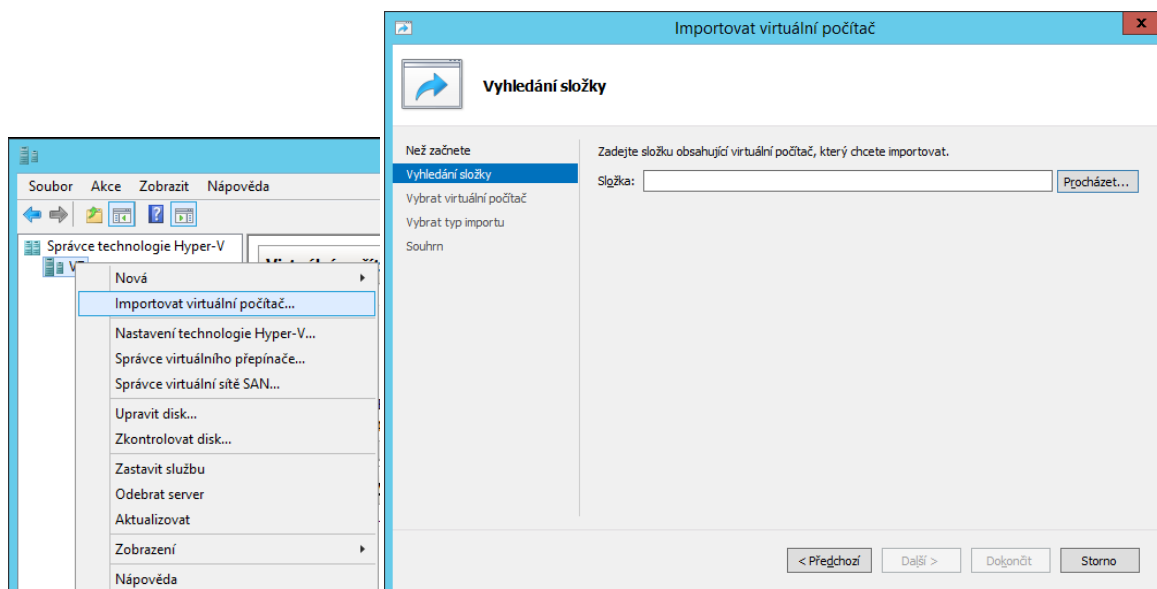 Soubor Akce Zobrazit Nápověda
Správce technologie Hyper-V
Nová
Importovat virtuální počítač...
Nastavení technologie Hyper-V...
Správce virtuálního přepínače...
Správce virtuální sítě SAN...
Upravit disk...
Zkontrolovat disk...
Zastavit službu
Odebrat server
Aktualizovat
Zobrazení
Nápověda
Importovat virtuální počítač
x
Vyhledání složky
Než začnete
Vyhledání složky
Vybrat virtuální počítač
Vybrat typ importu
Souhrn
Zadejte složku obsahující virtuální počítač, který chcete importovat.
Složka: Procházet...
< Předchozí Další > Dokončit Storno